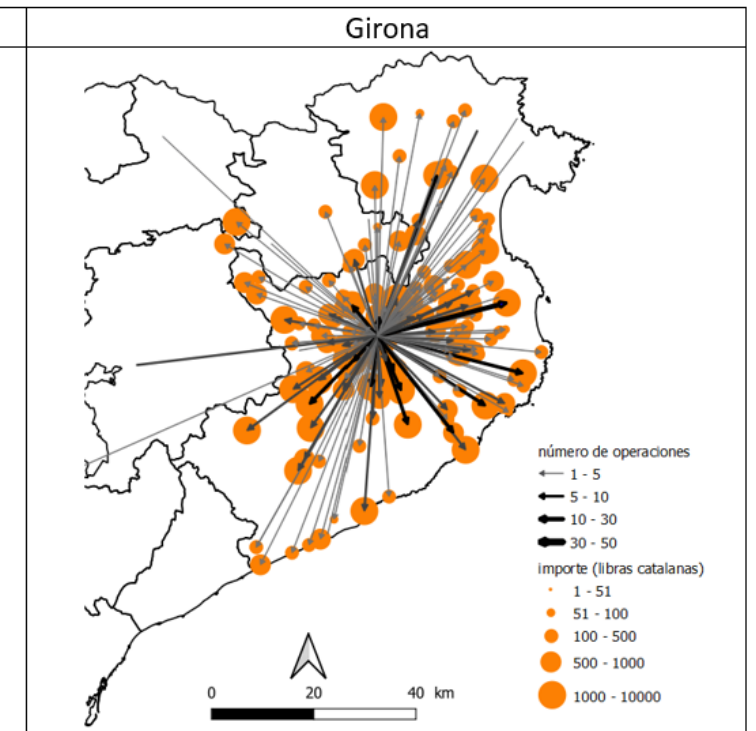 Girona
número de operaciones
1 - 5
5 - 10
10 - 30
30 - 50
importe (libras catalanas)
1 - 51
51 - 100
100 - 500
500 - 1000
1000 - 10000
0 20 40 km